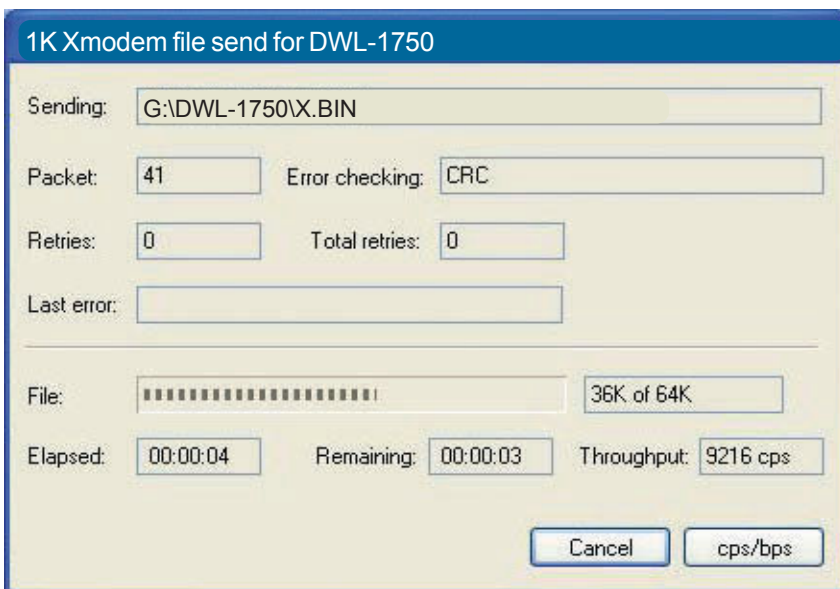 1K Xmodem file send for DWL-1750
Sending: G:\DWL-1750\X.BIN
Packet: 41 Error checking: CRC
Retries: 0 Total retries: 0
Last error:
File: 36K of 64K
Elapsed: 00:00:04 Remaining: 00:00:03 Throughput: 9216 cps
Cancel cps/bps